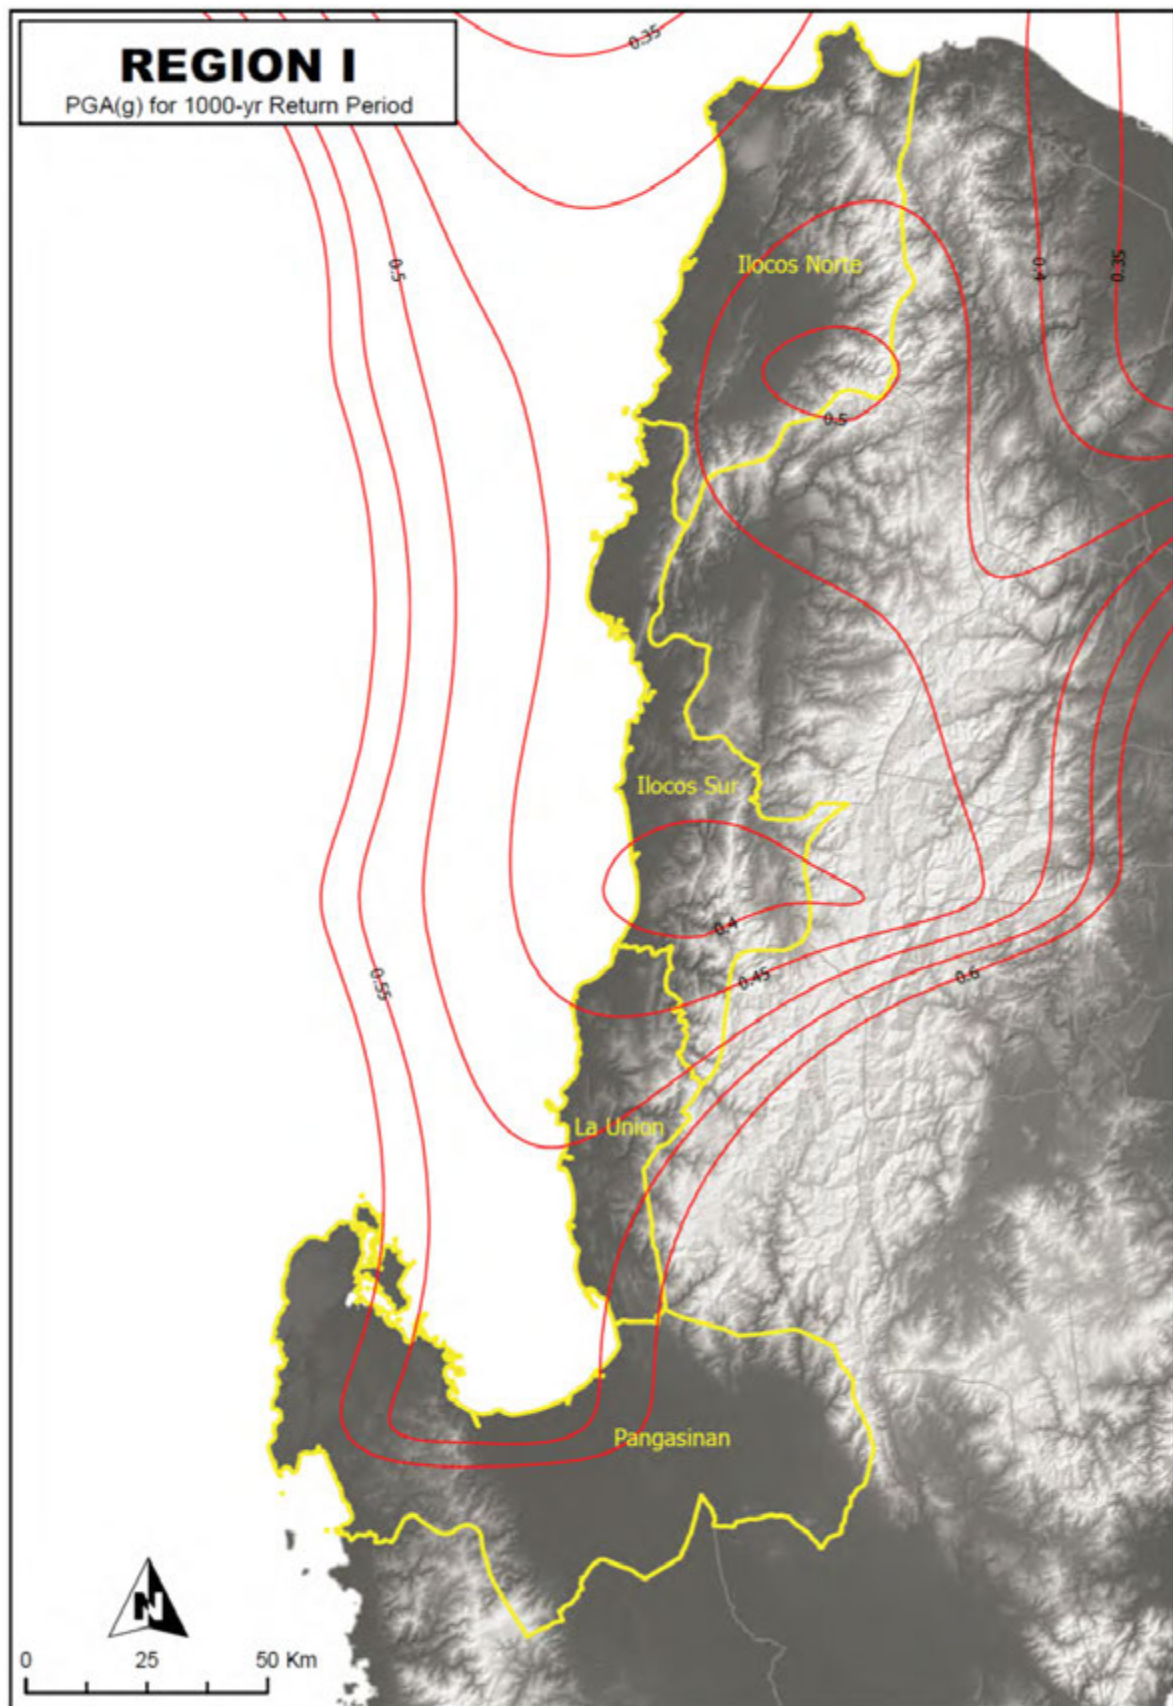 REGION I
PGA(g) for 1000-yr Return Period
0.35
Ilocos Norte
0.5
0.4
0.35
0.5
Ilocos Sur
0.4
0.45
0.6
0.55
La Union
Pangasinan
N
0 25 50 Km